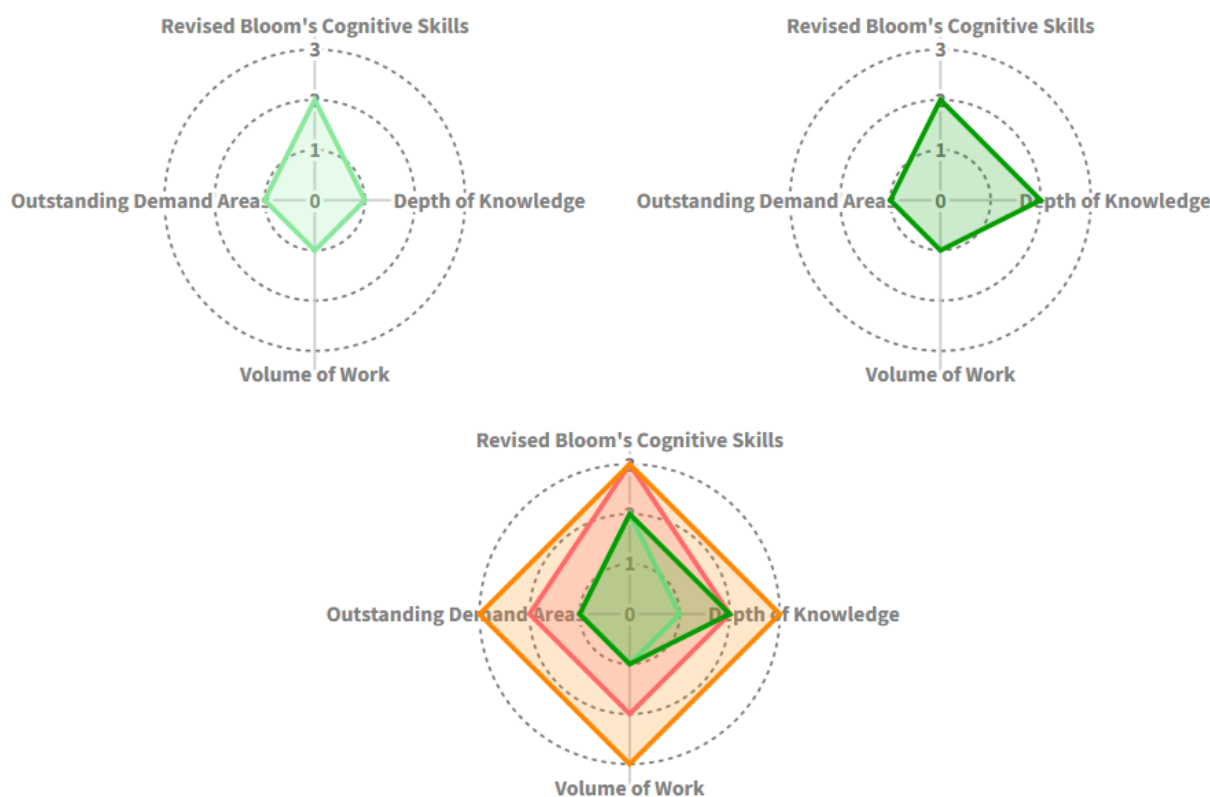 Revised Bloom's Cognitive Skills
3
2
1
Outstanding Demand Areas
0
Depth of Knowledge
Volume of Work
Revised Bloom's Cognitive Skills
3
2
1
Outstanding Demand Areas
0
Depth of Knowledge
Volume of Work
Revised Bloom's Cognitive Skills
3
2
1
Outstanding Demand Areas
0
Depth of Knowledge
Volume of Work